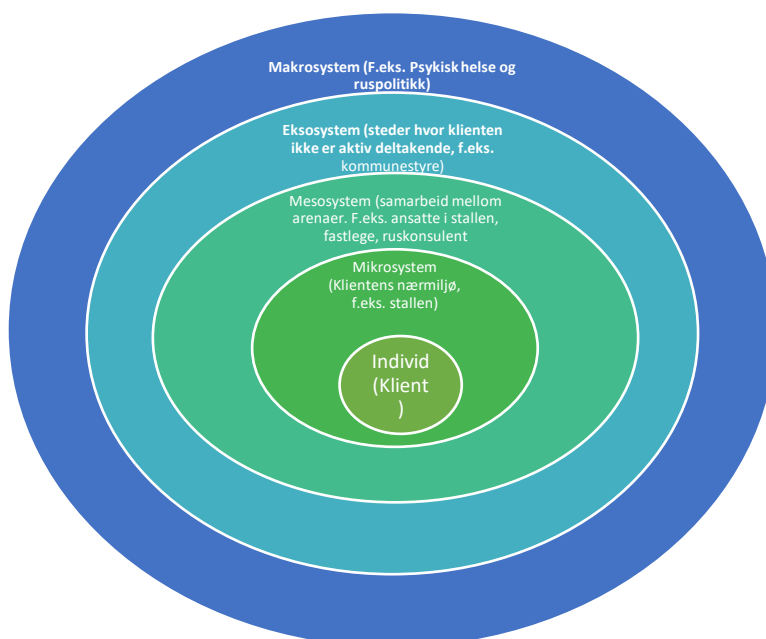 Makrosystem (F.eks. Psykisk helse og
ruspolitikk)
Eksosystem (steder hvor klienten
ikke er aktiv deltakende, f.eks.
kommunestyre)
Mesosystem (samarbeid mellom
arenaer. F.eks. ansatte i stallen,
fastlege, ruskonsulent
Mikrosystem
(Klientens nærmiljø,
f.eks. stallen)
Individ
(Klient
)